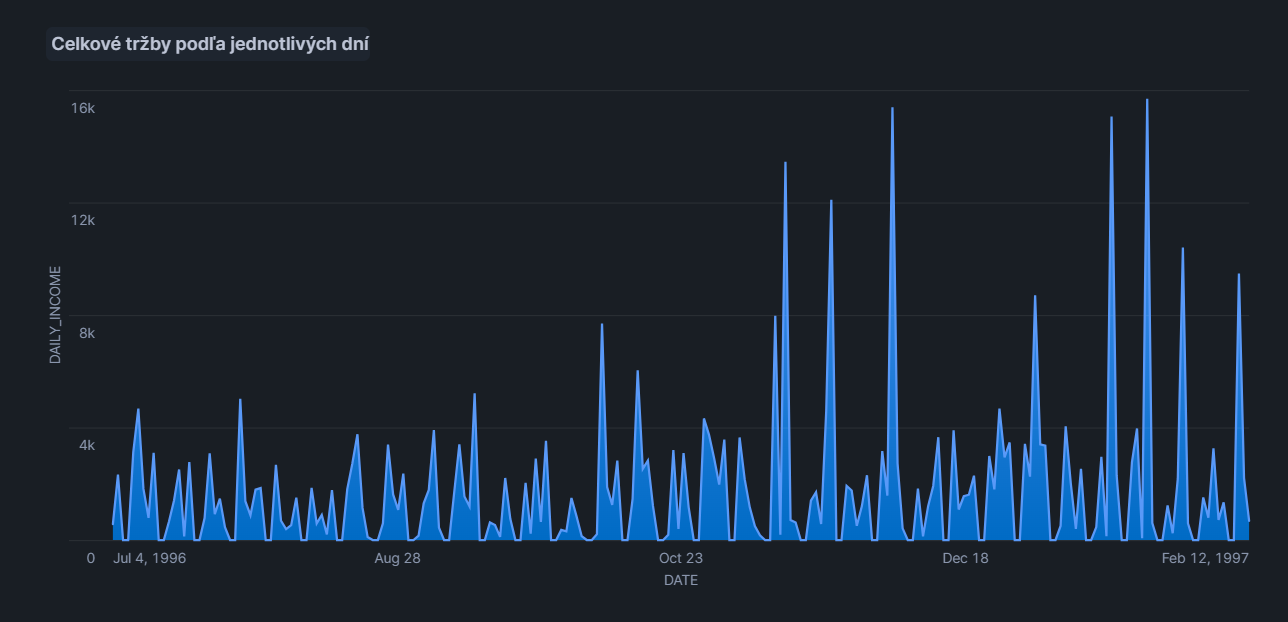 Celkové tržby podľa jednotlivých dní
16k
12k
8k
4k
0
DAILY_INCOME
Jul 4, 1996
Aug 28
Oct 23
Dec 18
Feb 12, 1997
DATE